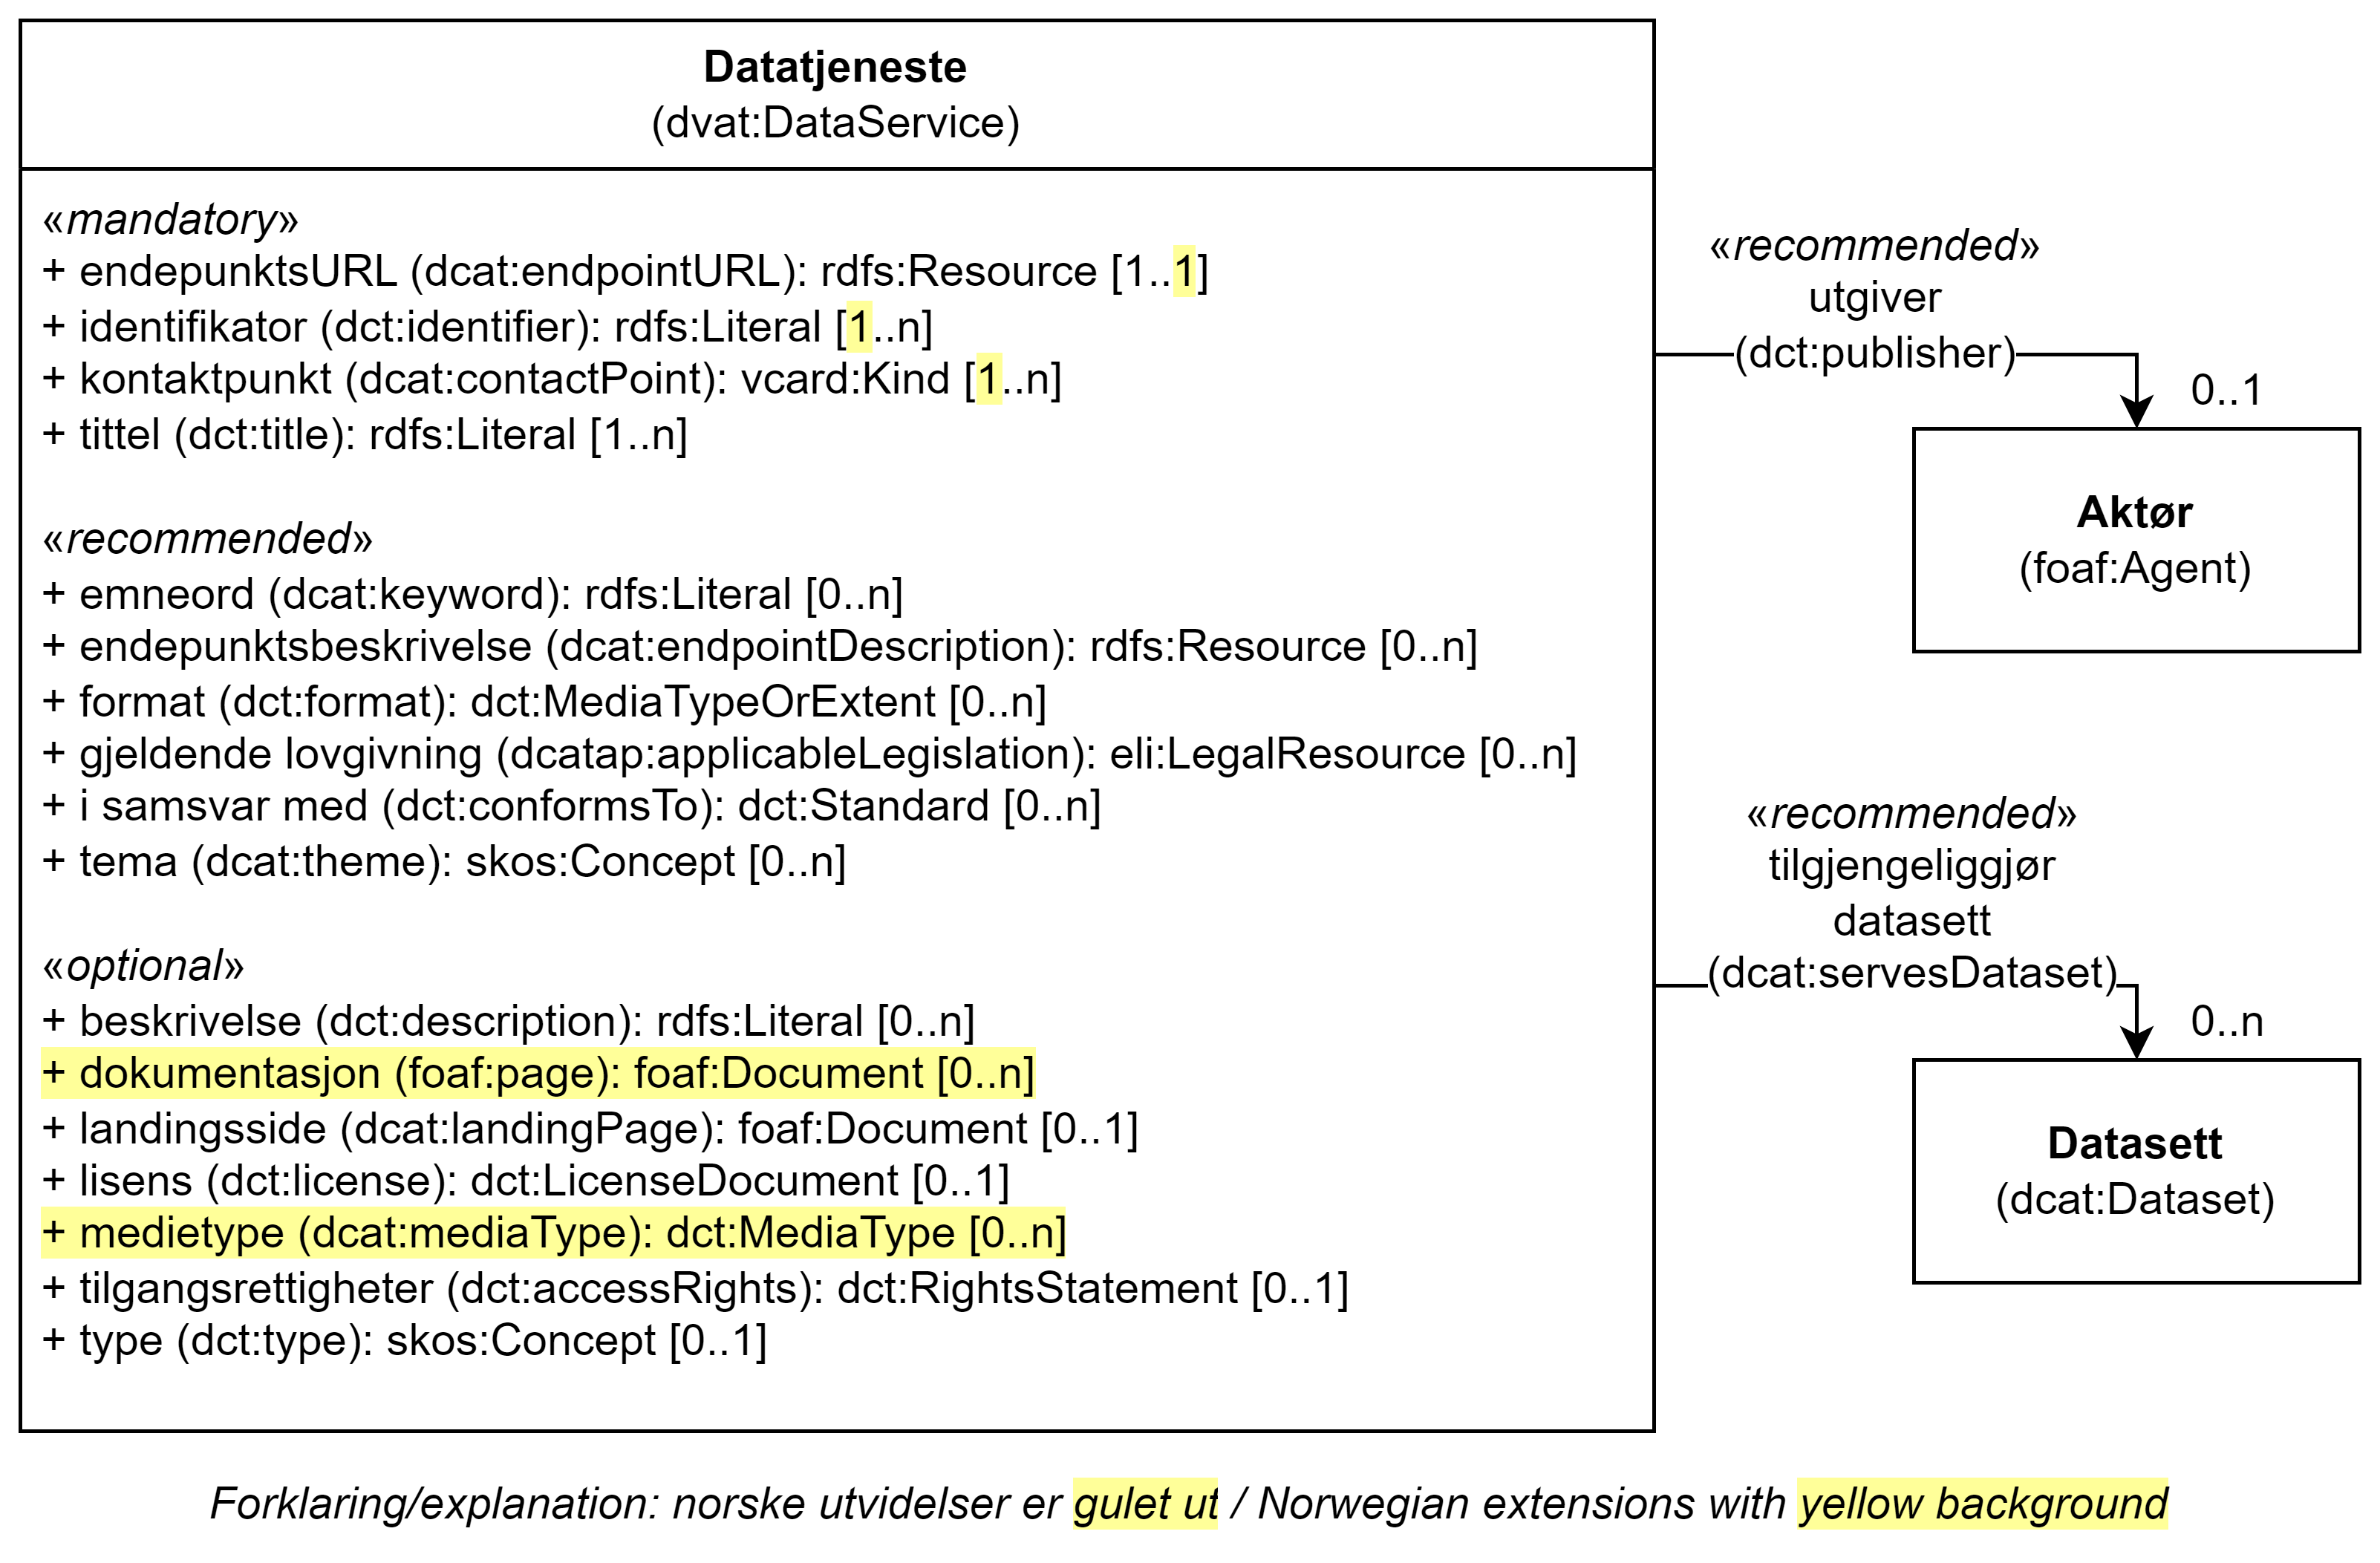 Datatjeneste
(dvat:DataService)
«mandatory»
+ endepunktsURL (dcat:endpointURL): rdfs:Resource [1..1]
+ identifikator (dct:identifier): rdfs:Literal [1..n]
+ kontaktpunkt (dcat:contactPoint): vcard:Kind [1..n]
+ tittel (dct:title): rdfs:Literal [1..n]
«recommended»
+ emneord (dcat:keyword): rdfs:Literal [0..n]
+ endepunktsbeskrivelse (dcat:endpointDescription): rdfs:Resource [0..n]
+ format (dct:format): dct:MediaTypeOrExtent [0..n]
+ gjeldende lovgivning (dcatap:applicableLegislation): eli:LegalResource [0..n]
+ i samsvar med (dct:conformsTo): dct:Standard [0..n]
+ tema (dcat:theme): skos:Concept [0..n]
«optional»
+ beskrivelse (dct:description): rdfs:Literal [0..n]
+ dokumentasjon (foaf:page): foaf:Document [0..n]
+ landingsside (dcat:landingPage): foaf:Document [0..1]
+ lisens (dct:license): dct:LicenseDocument [0..1]
+ medietype (dcat:mediaType): dct:MediaType [0..n]
+ tilgangsrettigheter (dct:accessRights): dct:RightsStatement [0..1]
+ type (dct:type): skos:Concept [0..1]
«recommended»
utgiver
(dct:publisher)
0..1
Aktør
(foaf:Agent)
«recommended»
tilgjengeliggjør
datasett
(dcat:servesDataset)
0..n
Datasett
(dcat:Dataset)
Forklaring/explanation: norske utvidelser er gulet ut / Norwegian extensions with yellow background